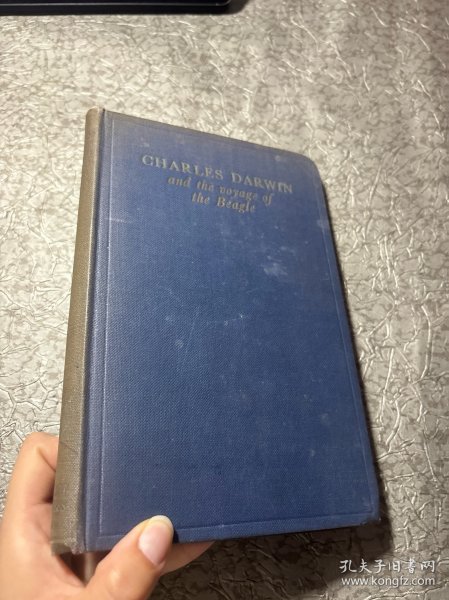 CHARLES DARWIN
and the voyage of
the Beagle
孔夫子旧书网
www.kongfz.com